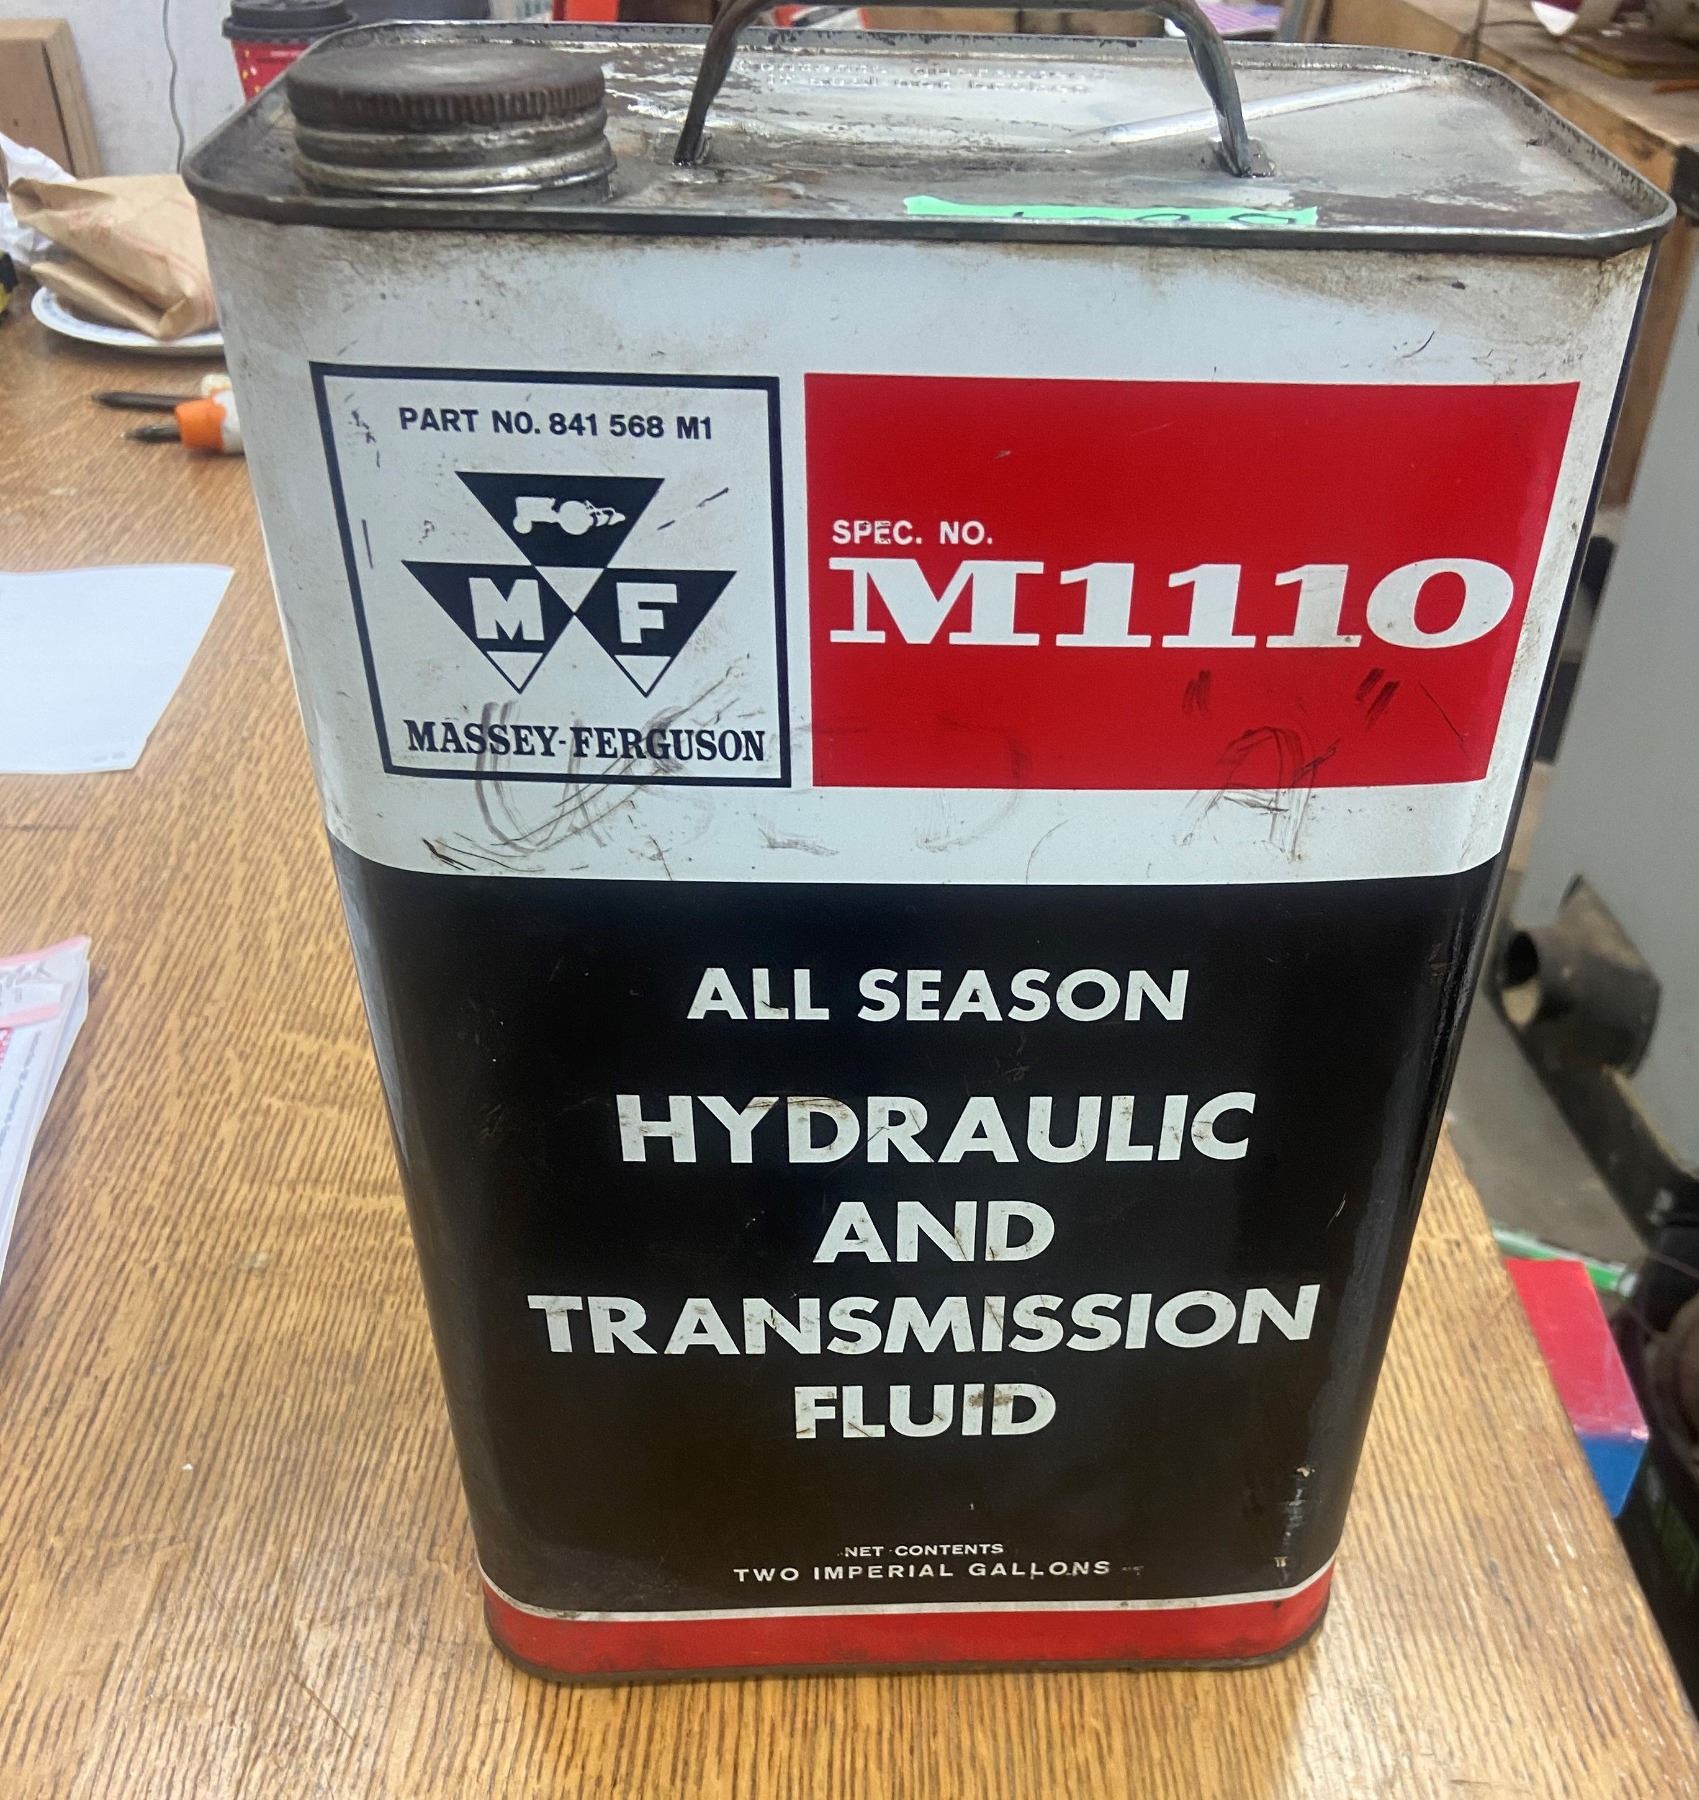 PART NO. 841 568 M1
M F
MASSEY-FERGUSON
SPEC. NO.
M1110
ALL SEASON
HYDRAULIC
AND
TRANSMISSION
FLUID
NET CONTENTS
TWO IMPERIAL GALLONS